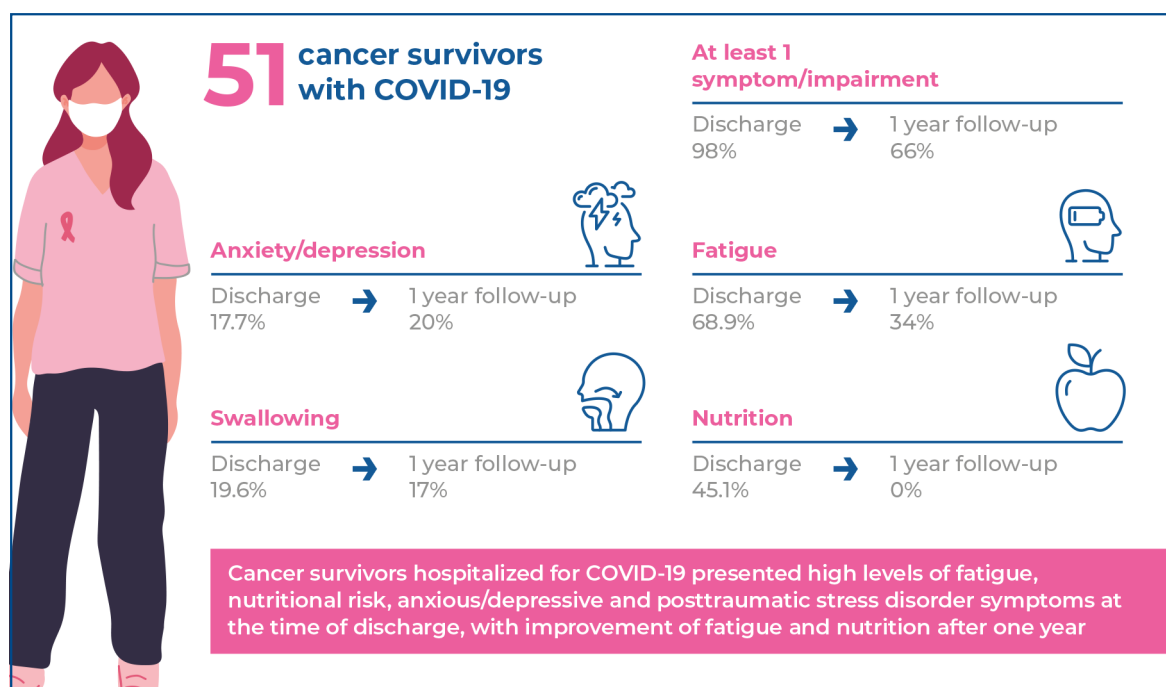 51 cancer survivors
with COVID-19
At least 1
symptom/impairment
Discharge 1 year follow-up
98% 66%
Anxiety/depression
Discharge 1 year follow-up
17.7% 20%
Fatigue
Discharge 1 year follow-up
68.9% 34%
Swallowing
Discharge 1 year follow-up
19.6% 17%
Nutrition
Discharge 1 year follow-up
45.1% 0%
Cancer survivors hospitalized for COVID-19 presented high levels of fatigue,
nutritional risk, anxious/depressive and posttraumatic stress disorder symptoms at
the time of discharge, with improvement of fatigue and nutrition after one year